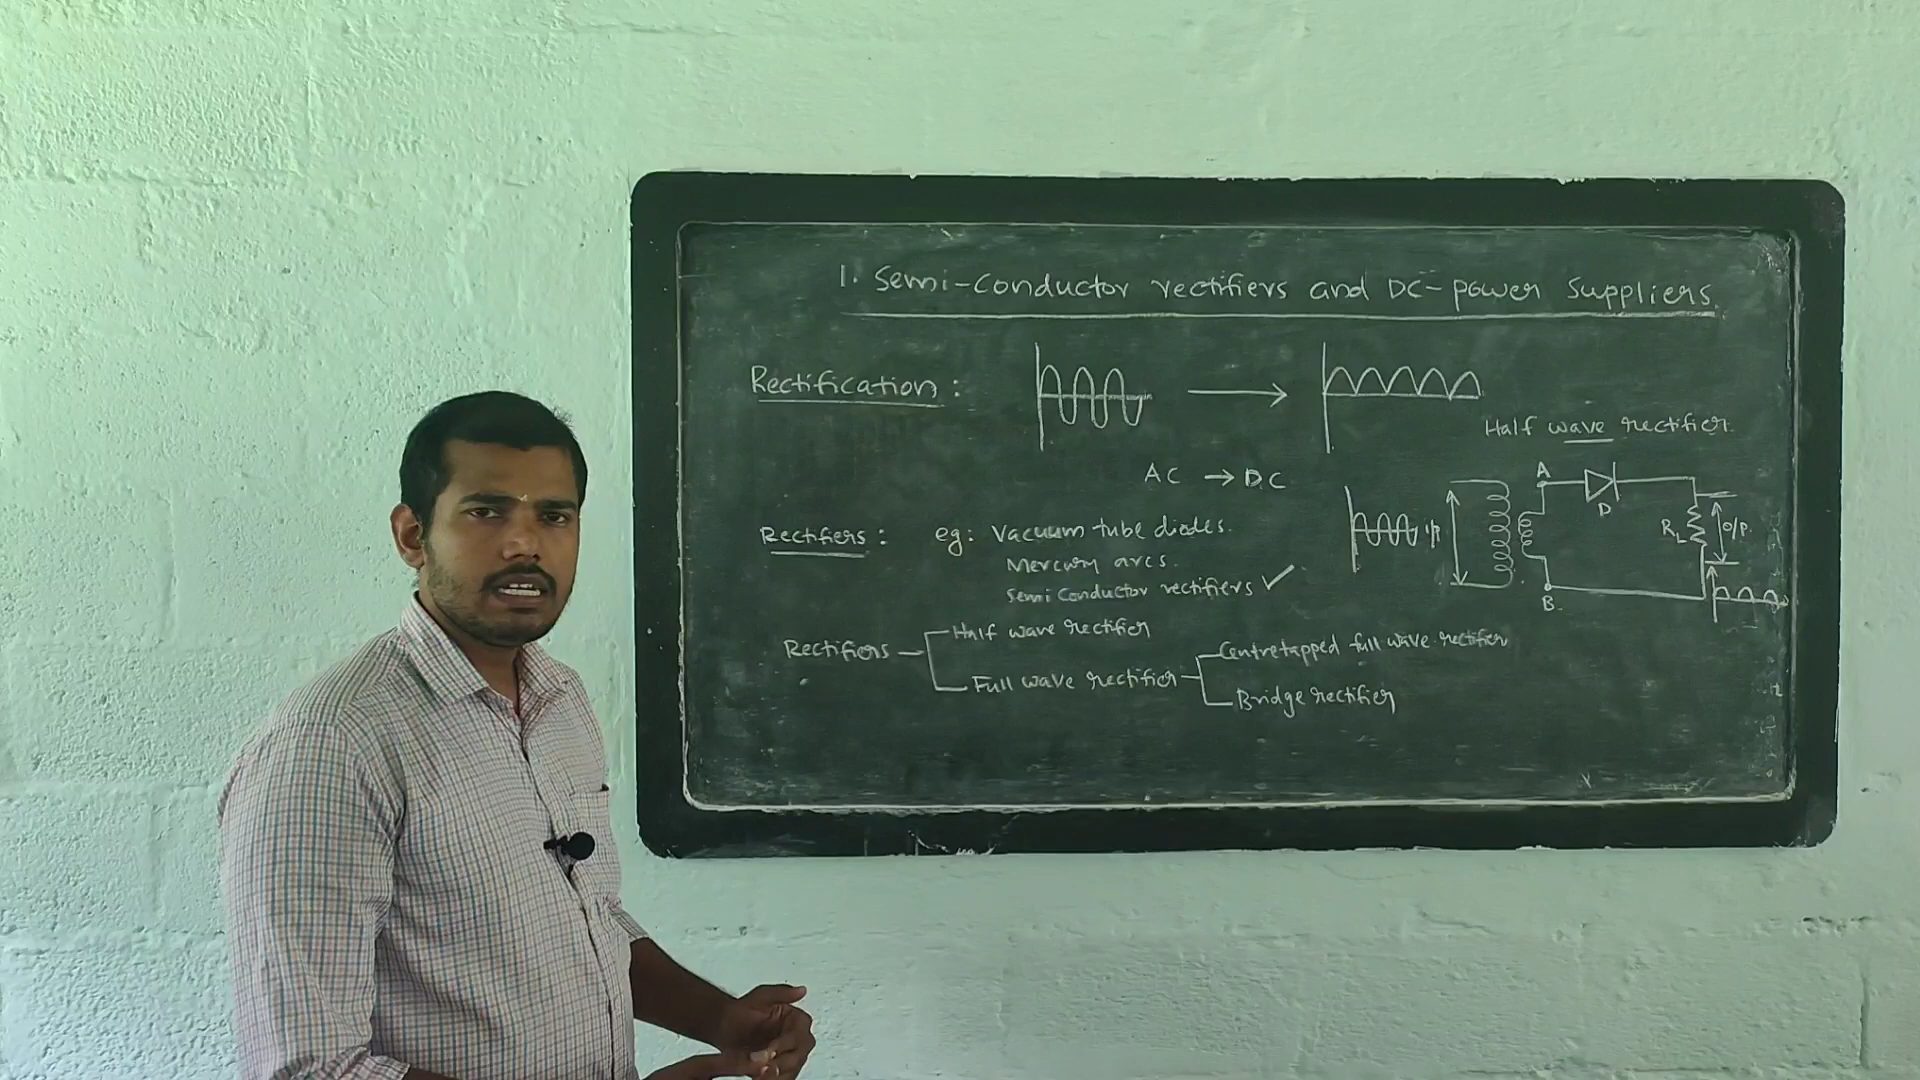 1. Semi-Conductor rectifiers and DC-power Suppliers.
Rectification:
AC → DC
Half wave rectifier.
A
D
RL
O/P.
I/P
B.
Rectifiers: eg: Vacuum tube diodes.
Mercury arcs.
Semi Conductor rectifiers ✓
Rectifiers
Half wave rectifier
Full wave rectifier
Centretapped full wave rectifier
Bridge rectifier